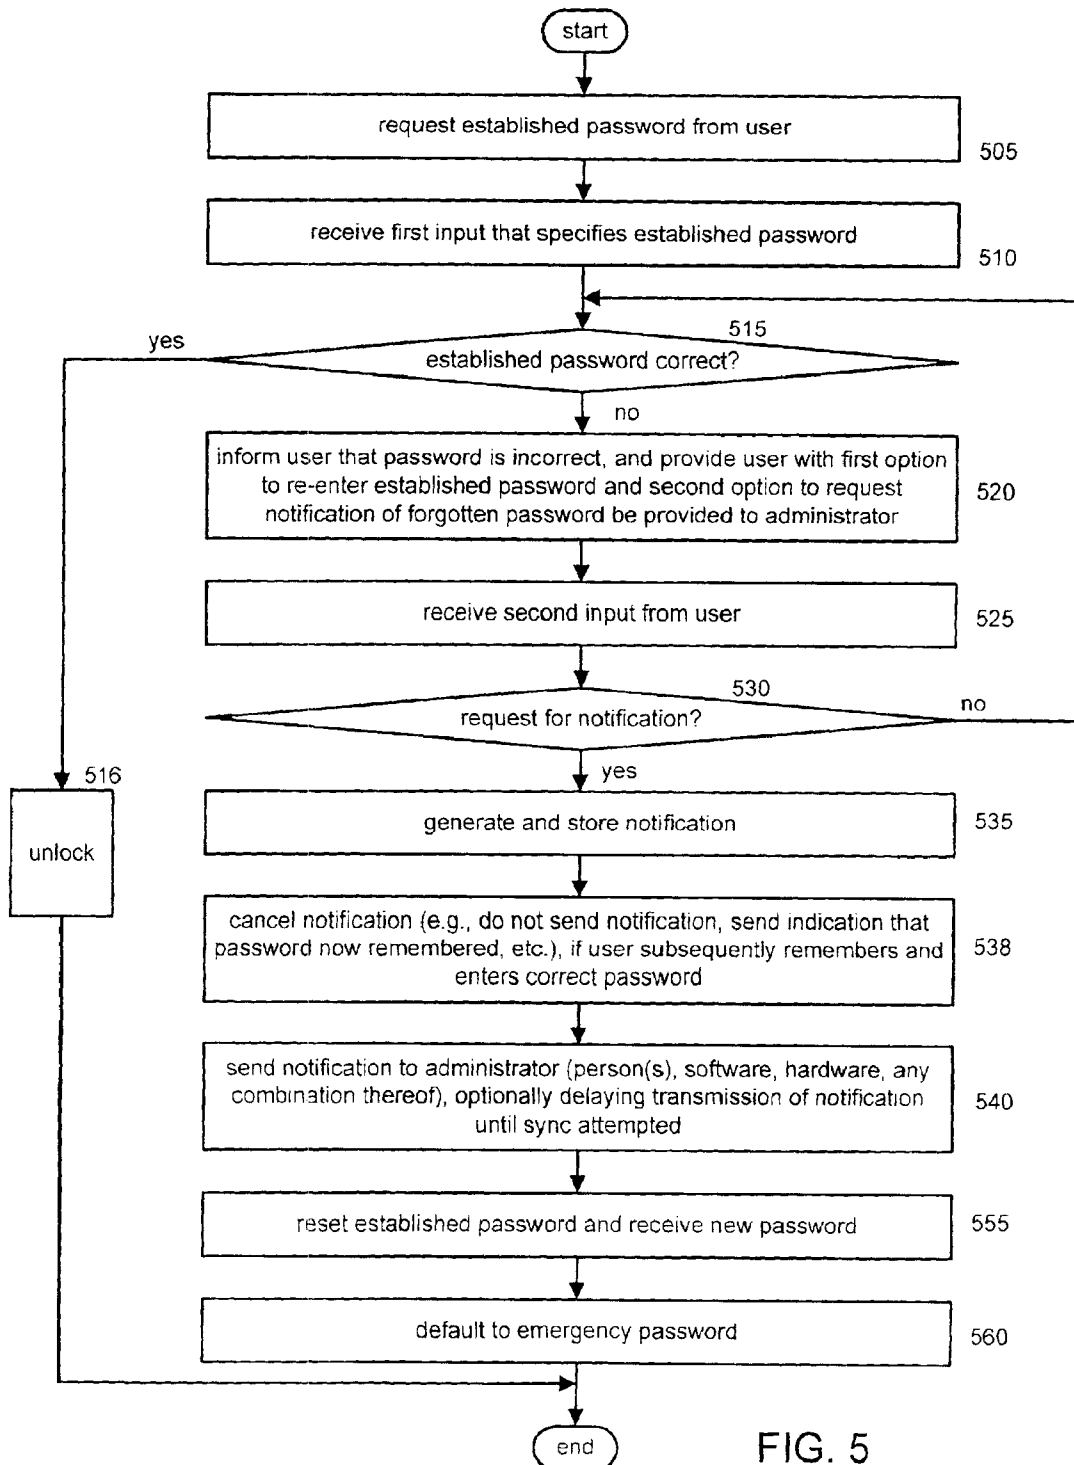 start
request established password from user
505
receive first input that specifies established password
510
515
yes
established password correct?
no
inform user that password is incorrect, and provide user with first option
to re-enter established password and second option to request
notification of forgotten password be provided to administrator
520
receive second input from user
525
530
no
request for notification?
yes
516
unlock
generate and store notification
535
cancel notification (e.g., do not send notification, send indication that
password now remembered, etc.), if user subsequently remembers and
enters correct password
538
send notification to administrator (person(s), software, hardware, any
combination thereof), optionally delaying transmission of notification
until sync attempted
540
reset established password and receive new password
555
default to emergency password
560
end
FIG. 5